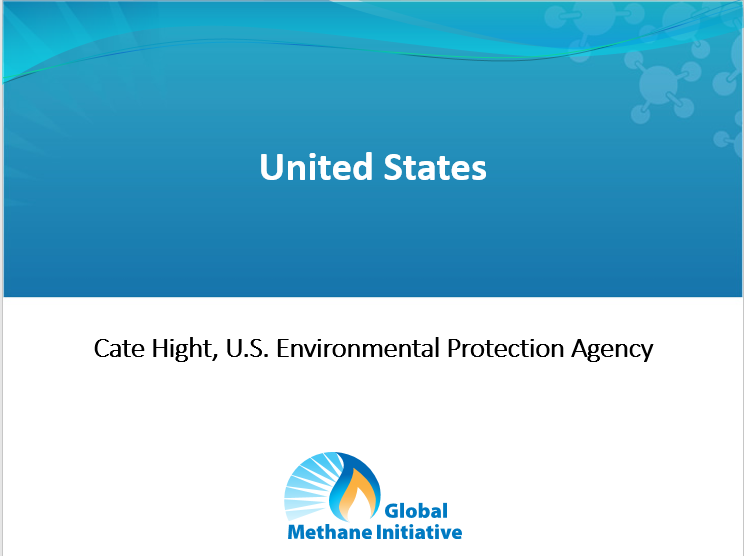 United States
Cate Hight, U.S. Environmental Protection Agency
Global
Methane Initiative